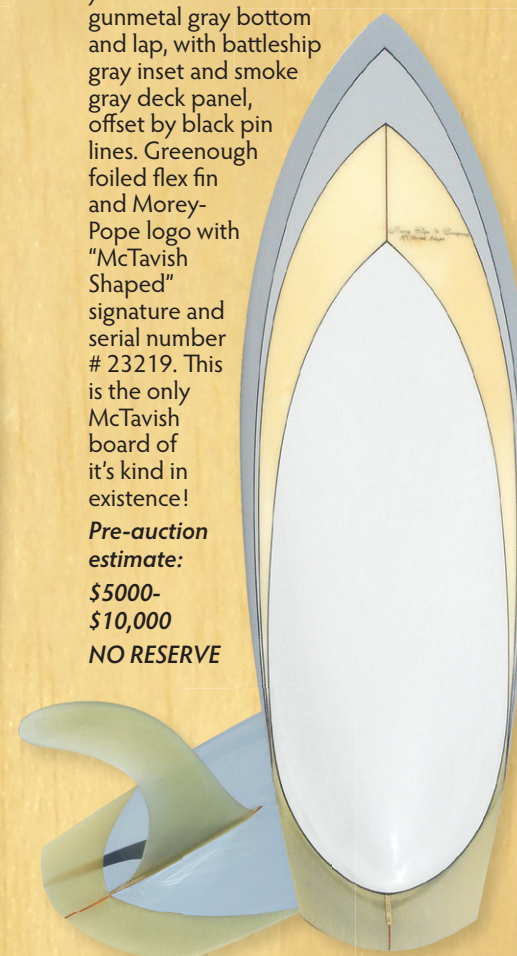 gunmetal gray bottom
and lap, with battleship
gray inset and smoke
gray deck panel,
offset by black pin
lines. Greenough
foiled flex fin
and Morey-
Pope logo with
“McTavish
Shaped”
signature and
serial number
# 23219. This
is the only
McTavish
board of
it’s kind in
existence!
Pre-auction
estimate:
$5000-
$10,000
NO RESERVE